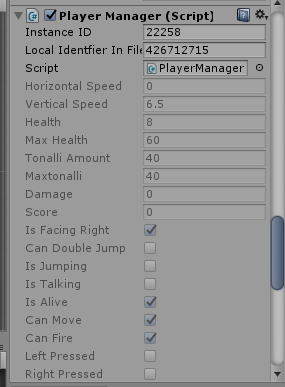 Player Manager (Script)
Instance ID 22258
Local Identfier In File 426712715
Script PlayerManager
Horizontal Speed 0
Vertical Speed 6.5
Health 8
Max Health 60
Tonalli Amount 40
Maxtonalli 40
Damage 0
Score 0
Is Facing Right
Can Double Jump
Is Jumping
Is Talking
Is Alive
Can Move
Can Fire
Left Pressed
Right Pressed